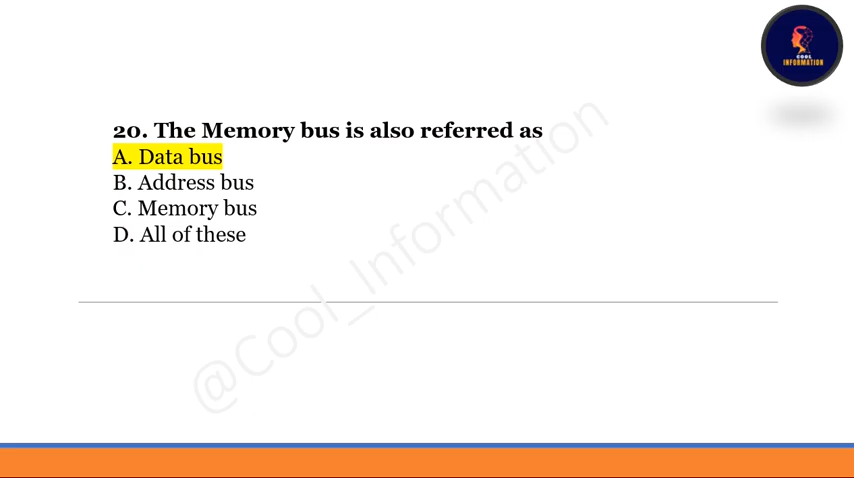 COOL
INFORMATION
20. The Memory bus is also referred as
A. Data bus
B. Address bus
C. Memory bus
D. All of these
@Cool_Information